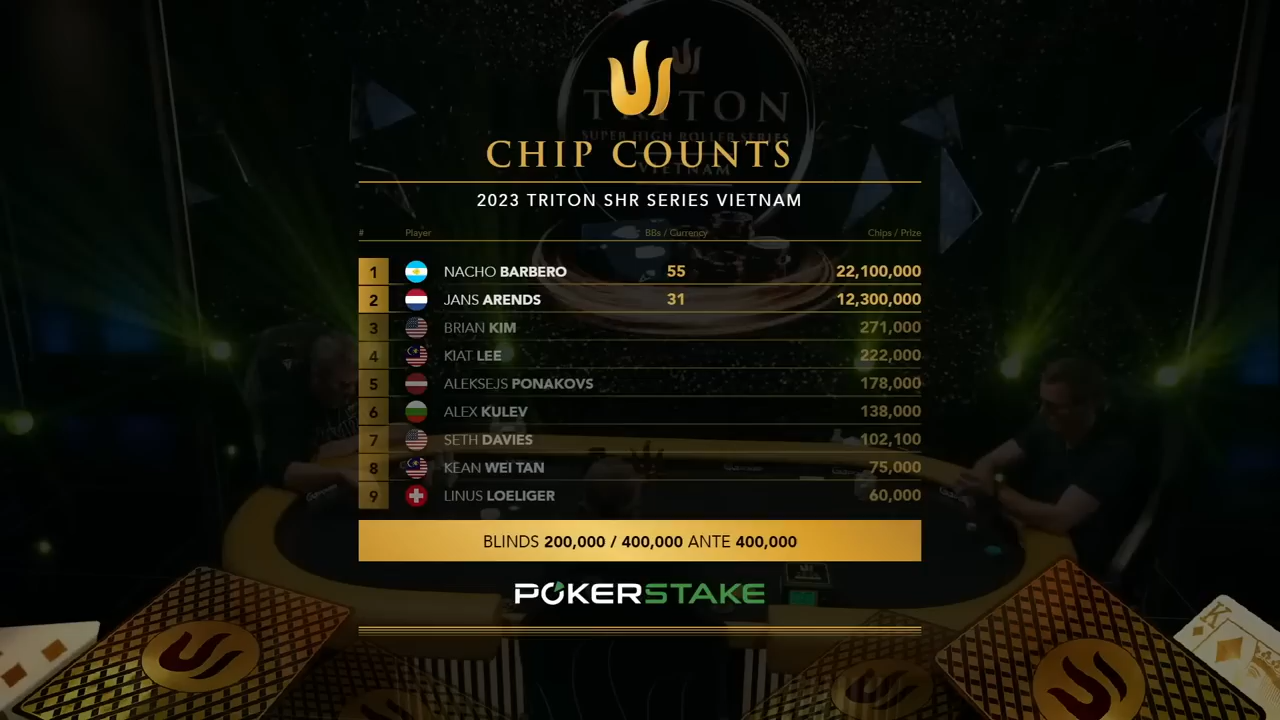 TRITON
SUPER HIGH ROLLER SERIES
CHIP COUNTS
VIETNAM
2023 TRITON SHR SERIES VIETNAM
# Player BBs / Currency Chips / Prize
1 NACHO BARBERO 55 22,100,000
2 JANS ARENDS 31 12,300,000
3 BRIAN KIM 271,000
4 KIAT LEE 222,000
5 ALEKSEJS PONAKOVS 178,000
6 ALEX KULEV 138,000
7 SETH DAVIES 102,100
8 KEAN WEI TAN 75,000
9 LINUS LOELIGER 60,000
BLINDS 200,000 / 400,000 ANTE 400,000
POKERSTAKE
K